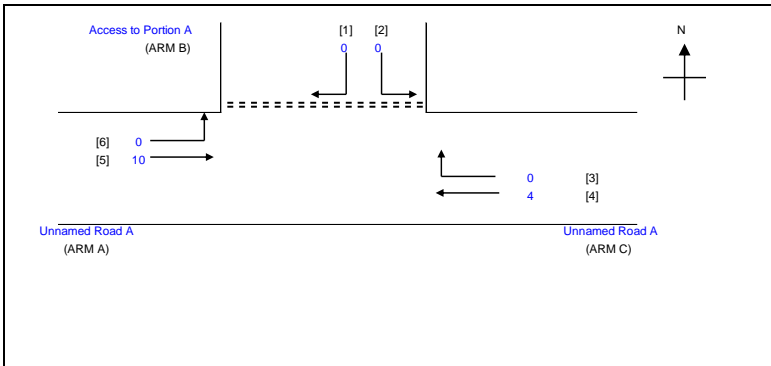 Access to Portion A [1] [2] N
(ARM B) 0 0
[6] 0
[5] 10
0 [3]
4 [4]
Unnamed Road A Unnamed Road A
(ARM A) (ARM C)